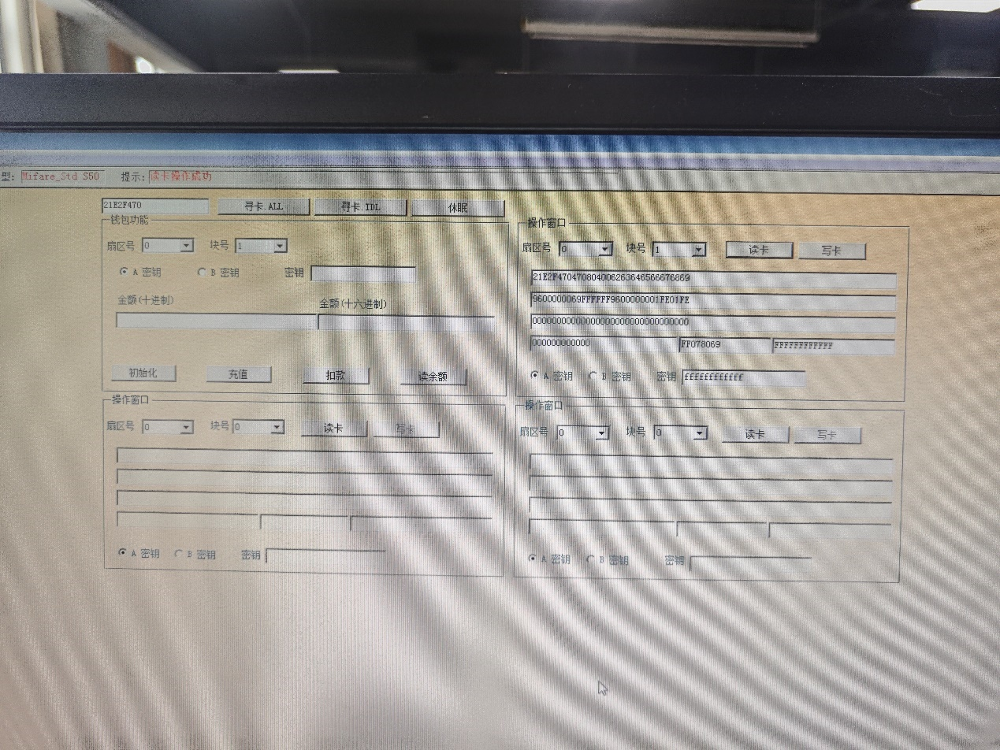 型: Mifare_Std S50 提示: 读卡操作成功
21E2F470 寻卡.ALL 寻卡.IDL 休眠
钱包功能
扇区号 0 块号 1
A 密钥 B 密钥 密钥
金额(十进制) 金额(十六进制)
初始化 充值 扣款 读余额
操作窗口
扇区号 0 块号 1 读卡 写卡
21E2F470470804006263646566676869
9600000069FFFFFF9600000001FE01FE
00000000000000000000000000000000
000000000000 FF078069 FFFFFFFFFFFF
A 密钥 B 密钥 密钥 ffffffffffff
操作窗口
扇区号 0 块号 0 读卡 写卡
A 密钥 B 密钥 密钥
操作窗口
扇区号 0 块号 0 读卡 写卡
A 密钥 B 密钥 密钥